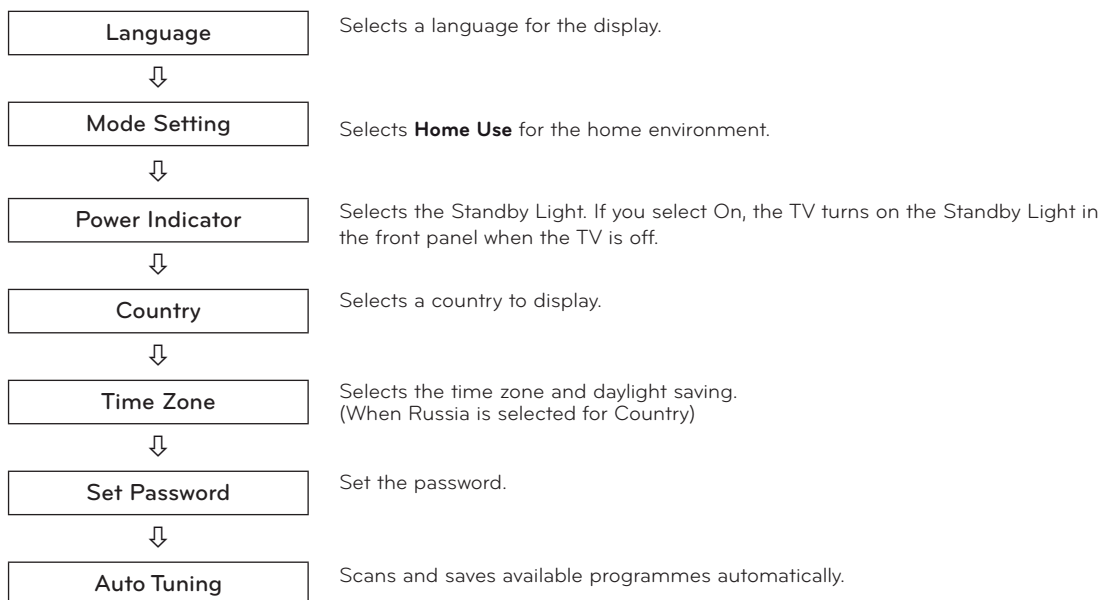 Language
Selects a language for the display.
Mode Setting
Selects Home Use for the home environment.
Power Indicator
Selects the Standby Light. If you select On, the TV turns on the Standby Light in
the front panel when the TV is off.
Country
Selects a country to display.
Time Zone
Selects the time zone and daylight saving.
(When Russia is selected for Country)
Set Password
Set the password.
Auto Tuning
Scans and saves available programmes automatically.